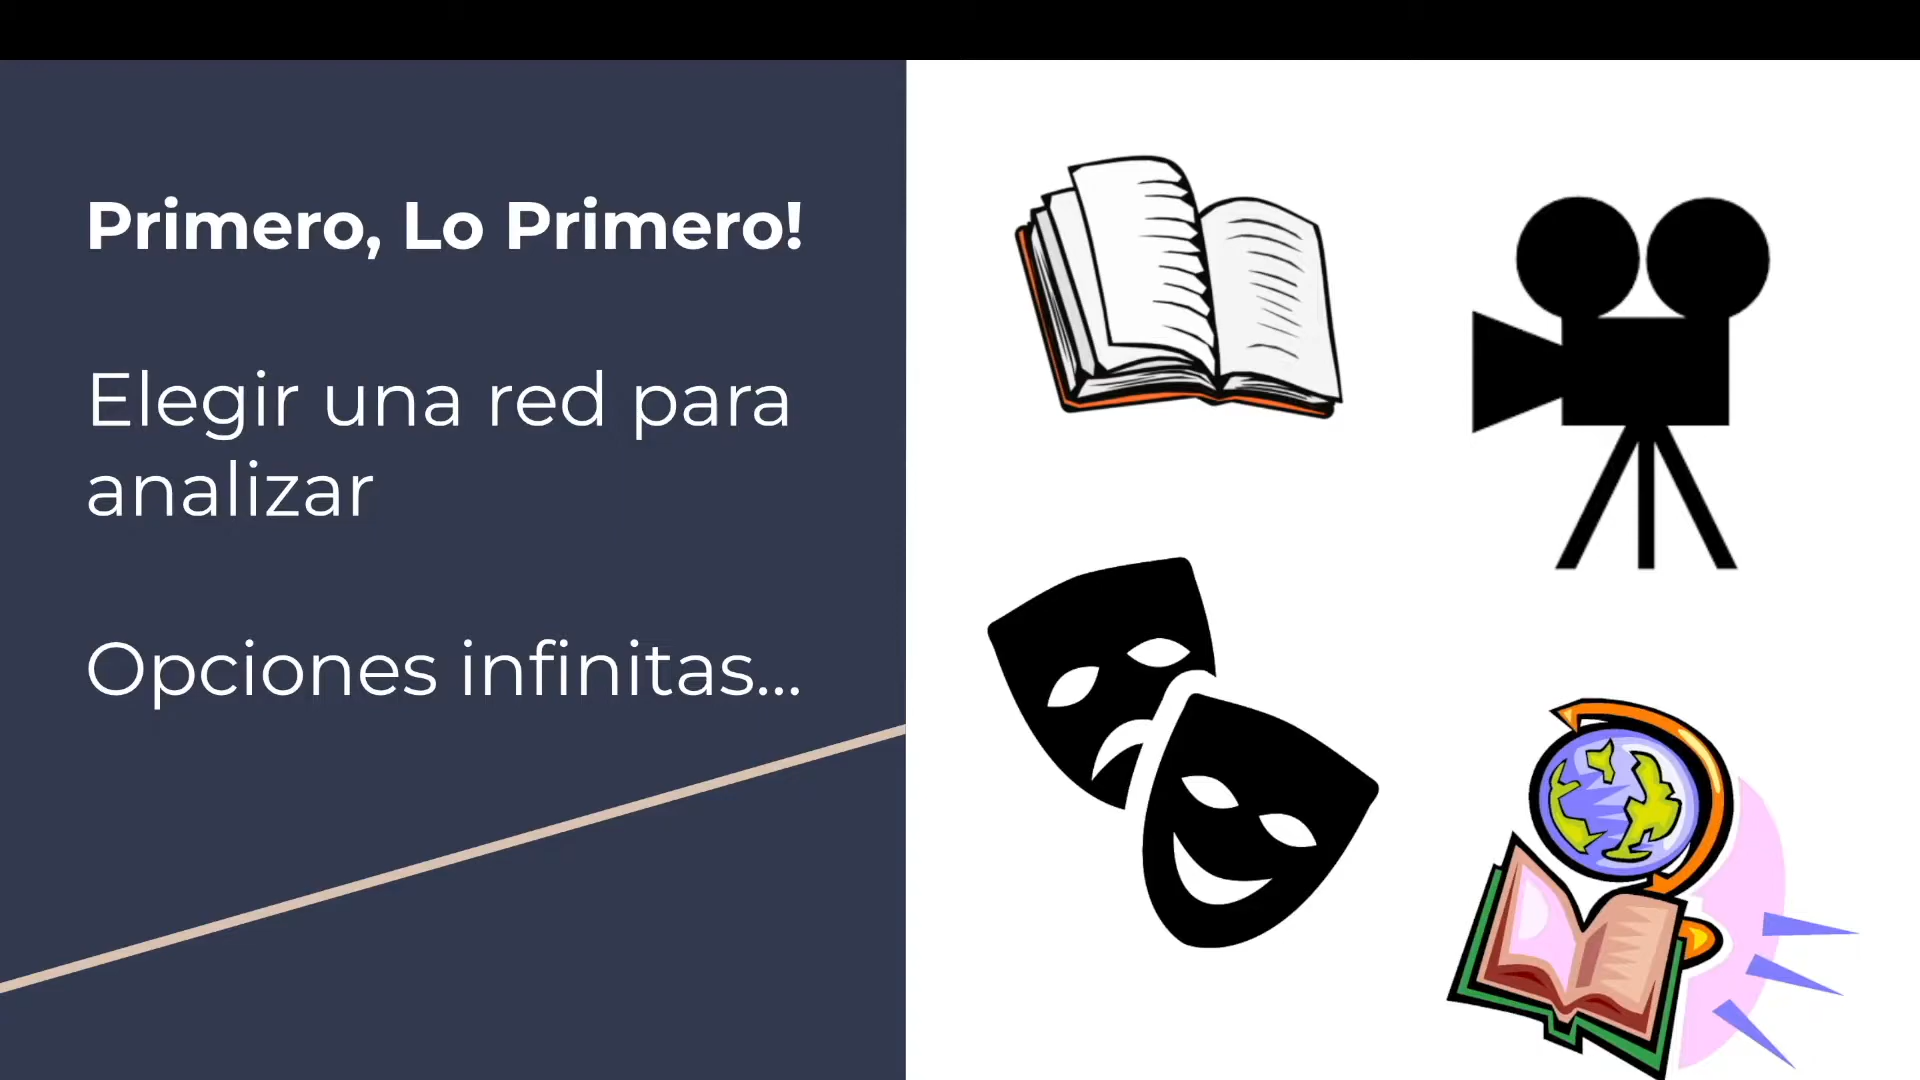 Primero, Lo Primero!
Elegir una red para
analizar
Opciones infinitas...